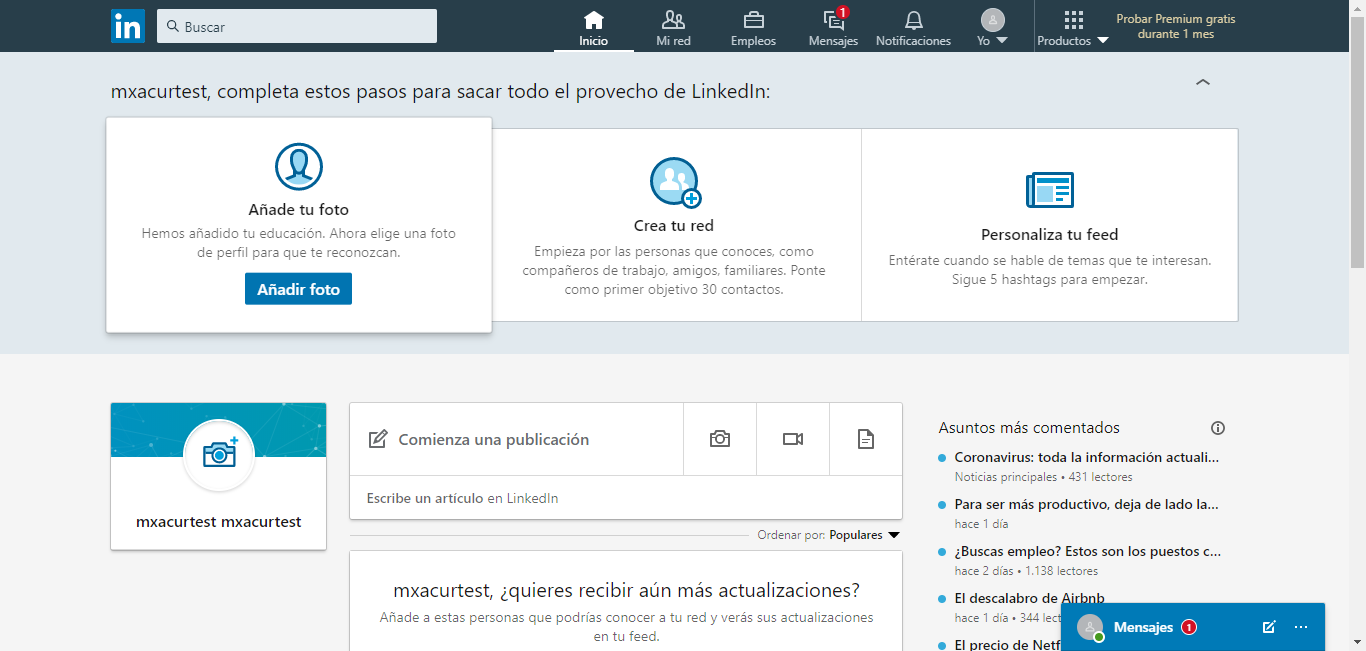 in
Buscar
Inicio
Mi red
Empleos
1
Mensajes
Notificaciones
Yo
Productos
Probar Premium gratis
durante 1 mes
mxacurtest, completa estos pasos para sacar todo el provecho de LinkedIn:
Añade tu foto
Hemos añadido tu educación. Ahora elige una foto
de perfil para que te reconozcan.
Añadir foto
Crea tu red
Empieza por las personas que conoces, como
compañeros de trabajo, amigos, familiares. Ponte
como primer objetivo 30 contactos.
Personaliza tu feed
Entérate cuando se hable de temas que te interesan.
Sigue 5 hashtags para empezar.
mxacurtest mxacurtest
Comienza una publicación
Escribe un artículo en LinkedIn
Ordenar por: Populares
mxacurtest, ¿quieres recibir aún más actualizaciones?
Añade a estas personas que podrías conocer a tu red y verás sus actualizaciones
en tu feed.
Asuntos más comentados
Coronavirus: toda la información actuali...
Noticias principales • 431 lectores
Para ser más productivo, deja de lado la...
hace 1 día
¿Buscas empleo? Estos son los puestos c...
hace 2 días • 1.138 lectores
El descalabro de Airbnb
hace 1 día • 344 lect
El precio de Netf
Mensajes 1